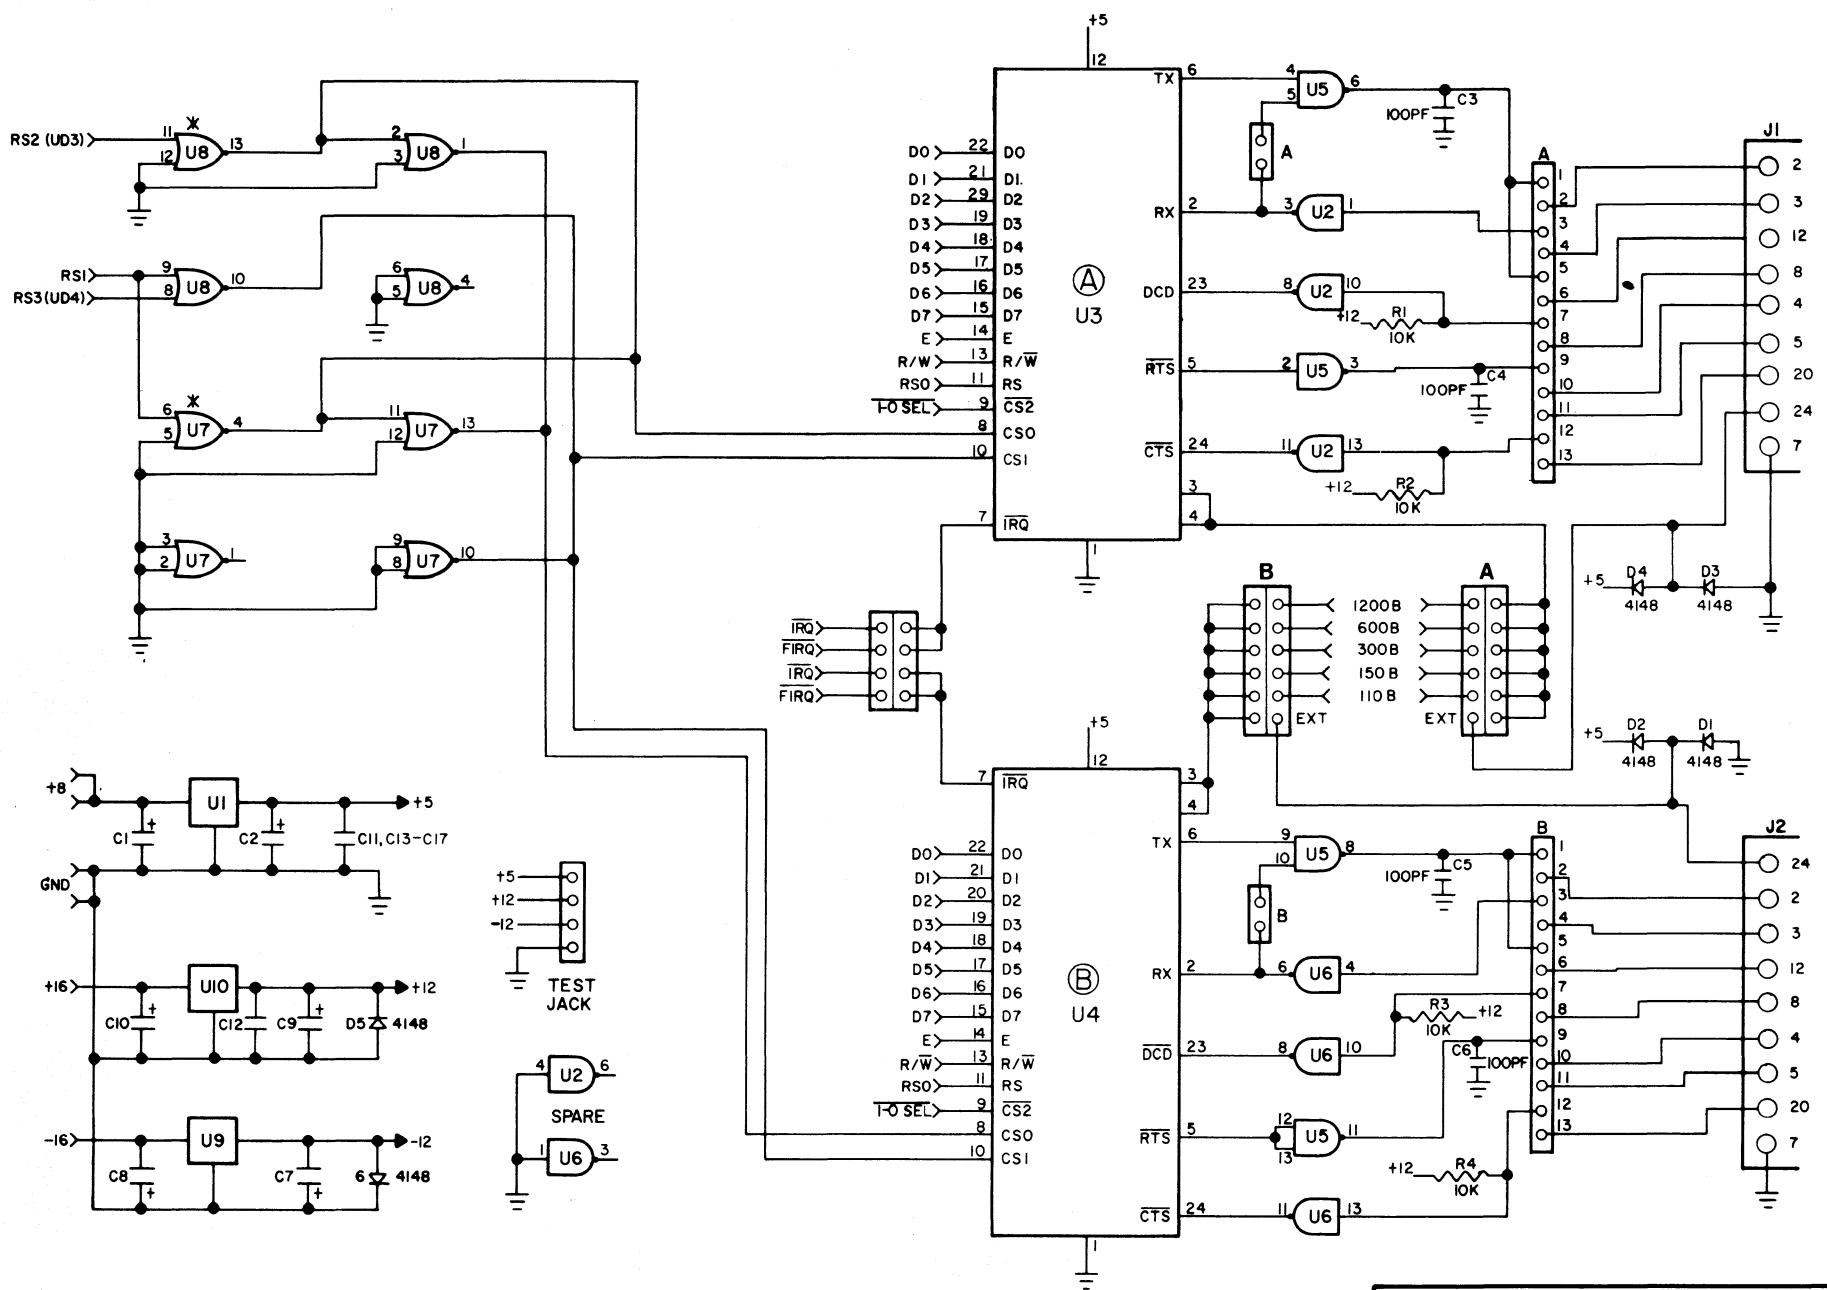 +5
12
*
RS2 (UD3)
11
12
U8
13
2
3
U8
1
RS1
RS3(UD4)
9
8
U8
10
6
5
U8
4
*
6
5
U7
4
11
12
U7
13
3
2
U7
1
9
8
U7
10
D0 22 D0
D1 21 D1.
D2 29 D2
D3 19 D3
D4 18 D4
D5 17 D5
D6 16 D6
D7 15 D7
E 14 E
R/W 13 R/W
RS0 11 RS
I-O SEL 9 CS2
8 CS0
10 CS1
7 IRQ
A
U3
TX 6
RX 2
DCD 23
RTS 5
CTS 24
3
4
1
4
5
U5
6
100PF
C3
A
3 U2 1
8 U2 10
+12
R1
10K
2 U5 3
100PF
C4
11 U2 13
+12
R2
10K
A
1
2
3
4
5
6
7
8
9
10
11
12
13
J1
2
3
12
8
4
5
20
24
7
+5
D4
4148
D3
4148
IRQ
FIRQ
IRQ
FIRQ
B
A
1200B
600B
300B
150B
110B
EXT
EXT
+5
D2
4148
D1
4148
+8
U1
+5
C1 +
C2 +
C11, C13-C17
GND
+16
U10
+12
C10 +
C12
C9 +
D5
4148
-16
U9
-12
C8 +
C7 +
6
4148
+5
+12
-12
TEST
JACK
4 U2 6
SPARE
1 U6 3
+5
12
7 IRQ
D0 22 D0
D1 21 D1
D2 20 D2
D3 19 D3
D4 18 D4
D5 17 D5
D6 16 D6
D7 15 D7
E 14 E
R/W 13 R/W
RS0 11 RS
I-O SEL 9 CS2
8 CS0
10 CS1
B
U4
3
4
TX 6
RX 2
DCD 23
RTS 5
CTS 24
1
9
10
U5
8
100PF
C5
B
6 U6 4
8 U6 10
R3
10K
+12
C6
100PF
12
13
U5
11
+12
R4
10K
11 U6 13
B
1
2
3
4
5
6
7
8
9
10
11
12
13
J2
24
2
3
12
8
4
5
20
7